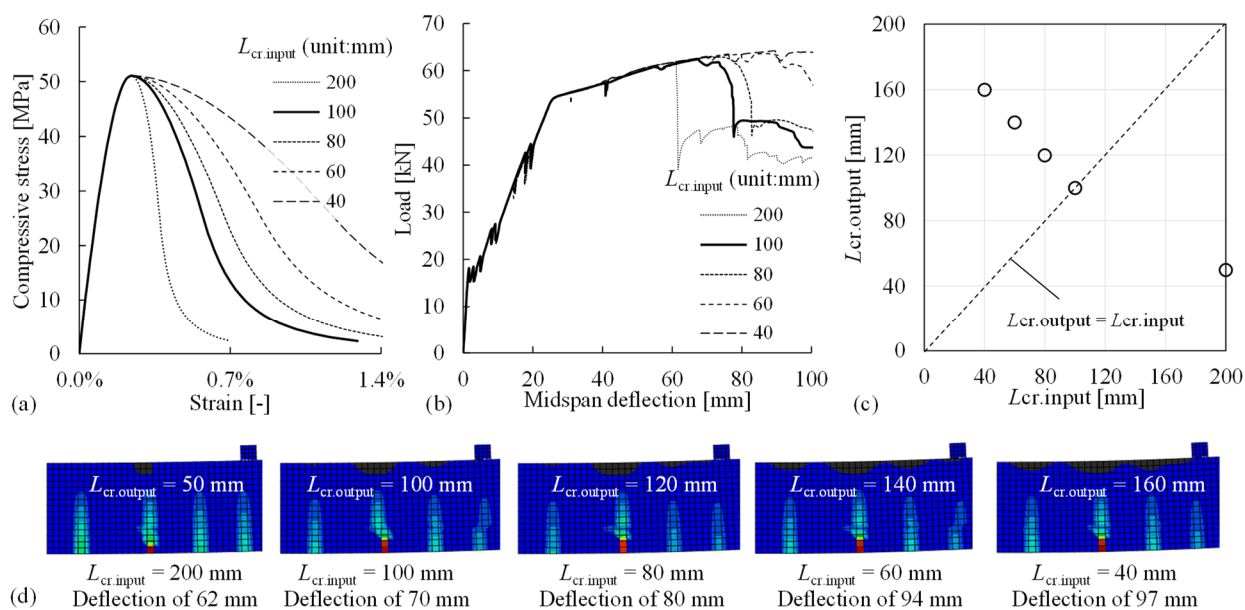 Compressive stress [MPa]
60
50
40
30
20
10
0
0.0%
0.7%
1.4%
Strain [-]
Lcr.input (unit:mm)
200
100
80
60
40
(a)
Load [kN]
70
60
50
40
30
20
10
0
0
20
40
60
80
100
Midspan deflection [mm]
Lcr.input (unit:mm)
200
100
80
60
40
(b)
Lcr.output [mm]
200
160
120
80
40
0
0
40
80
120
160
200
Lcr.input [mm]
Lcr.output = Lcr.input
(c)
Lcr.output = 50 mm
Lcr.input = 200 mm
Deflection of 62 mm
Lcr.output = 100 mm
Lcr.input = 100 mm
Deflection of 70 mm
Lcr.output = 120 mm
Lcr.input = 80 mm
Deflection of 80 mm
Lcr.output = 140 mm
Lcr.input = 60 mm
Deflection of 94 mm
Lcr.output = 160 mm
Lcr.input = 40 mm
Deflection of 97 mm
(d)